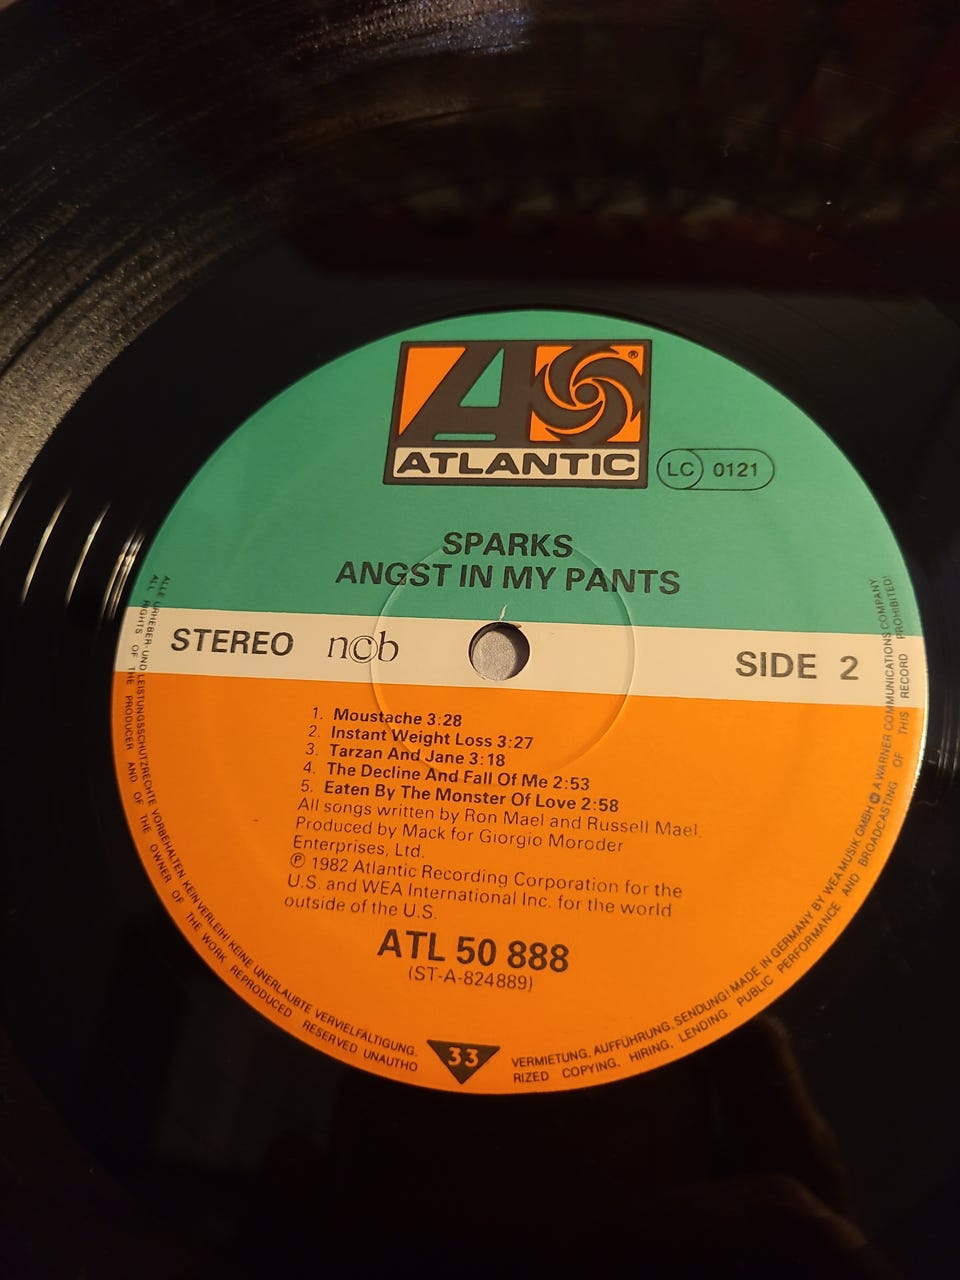 ®
ATLANTIC
LC 0121
SPARKS
ANGST IN MY PANTS
STEREO n©b SIDE 2
1. Moustache 3:28
2. Instant Weight Loss 3:27
3. Tarzan And Jane 3:18
4. The Decline And Fall Of Me 2:53
5. Eaten By The Monster Of Love 2:58
All songs written by Ron Mael and Russell Mael.
Produced by Mack for Giorgio Moroder
Enterprises, Ltd.
℗ 1982 Atlantic Recording Corporation for the
U.S. and WEA International Inc. for the world
outside of the U.S.
ATL 50 888
(ST-A-824889)
33
ALLE URHEBER- UND LEISTUNGSSCHUTZRECHTE VORBEHALTEN KEIN VERLEIH! KEINE UNERLAUBTE VERVIELFÄLTIGUNG, VERMIETUNG, AUFFÜHRUNG, SENDUNG! MADE IN GERMANY BY WEA MUSIK GMBH A WARNER COMMUNICATIONS COMPANY
ALL RIGHTS OF THE PRODUCER AND OF THE OWNER OF THE WORK REPRODUCED RESERVED UNAUTHO RIZED COPYING, HIRING, LENDING, PUBLIC PERFORMANCE AND BROADCASTING OF THIS RECORD PROHIBITED!